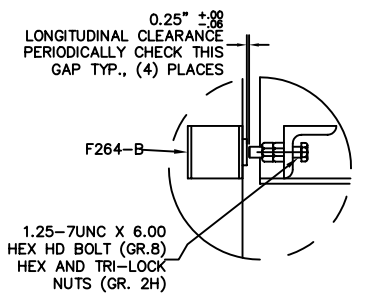 0.25" +.00
-.06
LONGITUDINAL CLEARANCE
PERIODICALLY CHECK THIS
GAP TYP., (4) PLACES
F264-B
1.25-7UNC X 6.00
HEX HD BOLT (GR.8)
HEX AND TRI-LOCK
NUTS (GR. 2H)